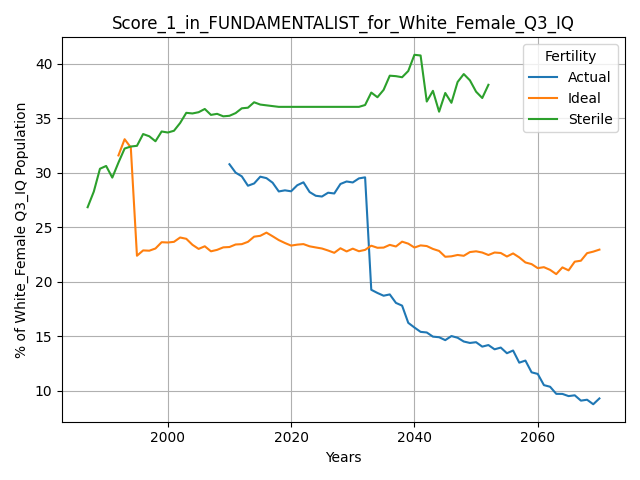 Score_1_in_FUNDAMENTALIST_for_White_Female_Q3_IQ
Fertility
Actual
Ideal
Sterile
% of White_Female Q3_IQ Population
40
35
30
25
20
15
10
2000
2020
2040
2060
Years